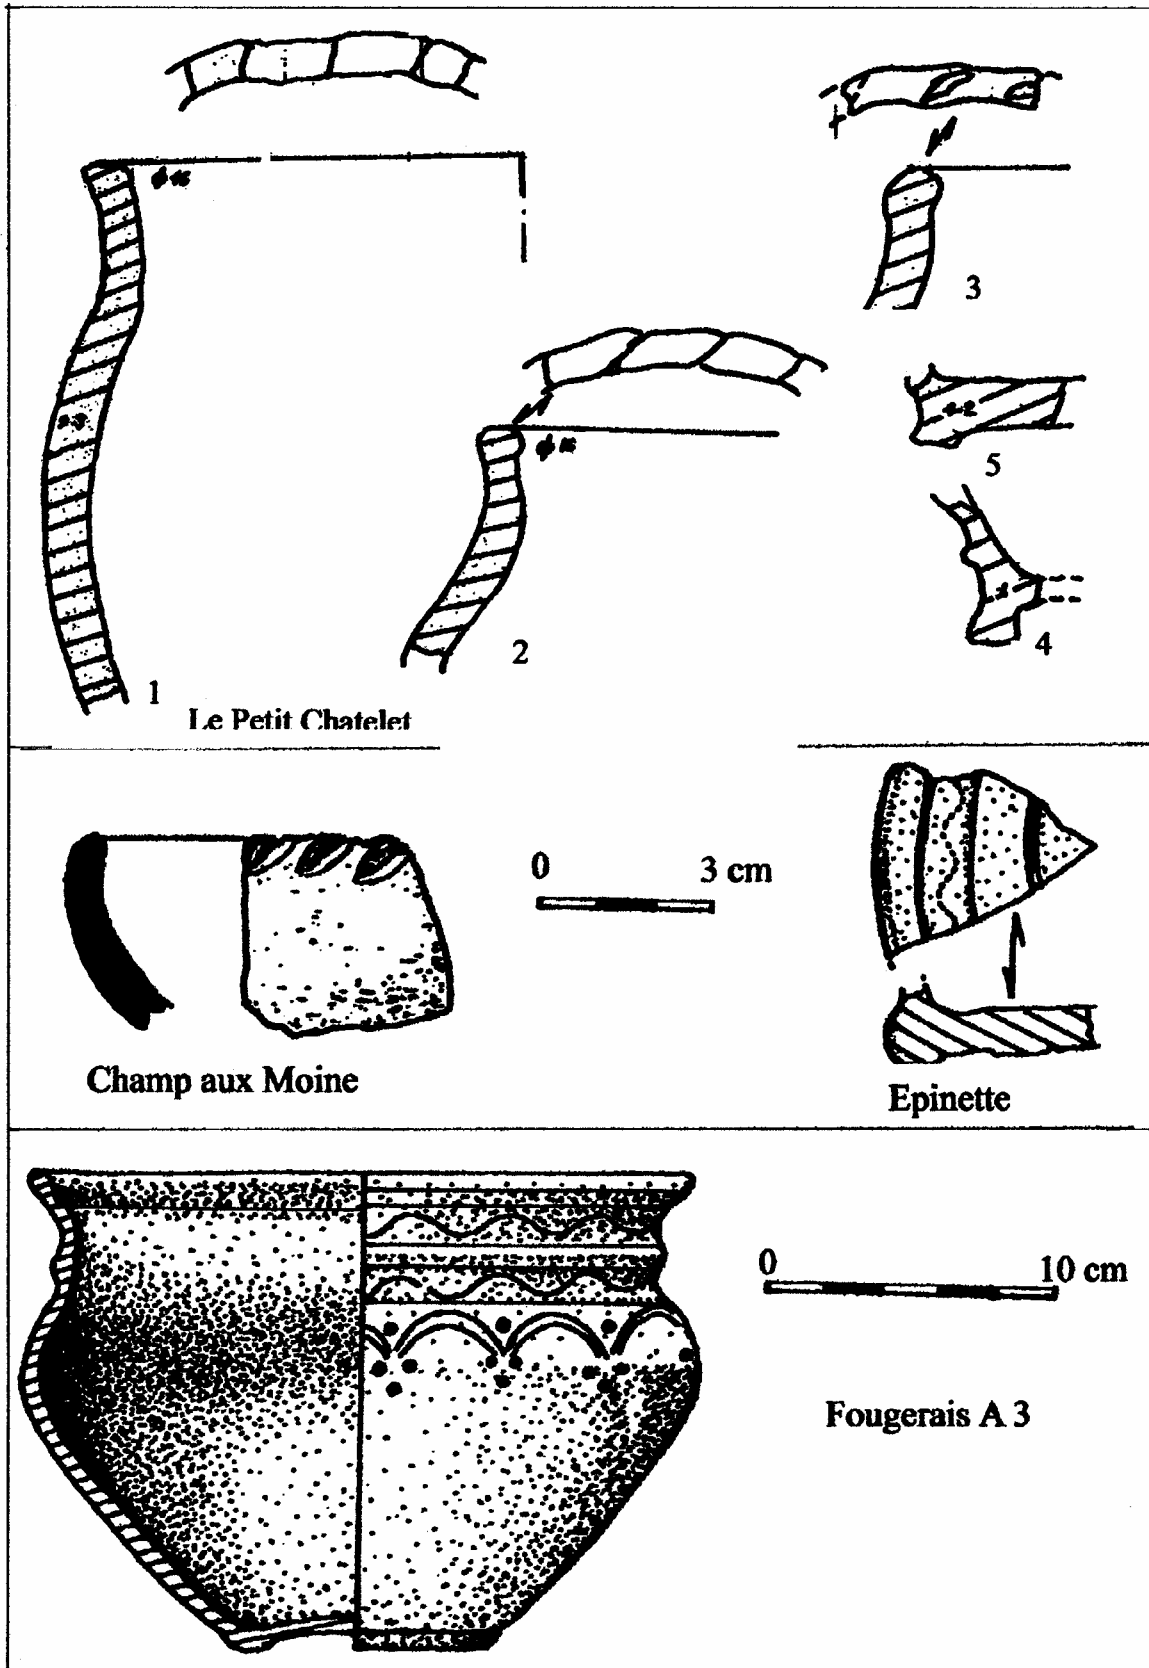 3
5
4
2
1
Le Petit Chatelet
0 3 cm
Champ aux Moine
Epinette
0 10 cm
Fougerais A 3